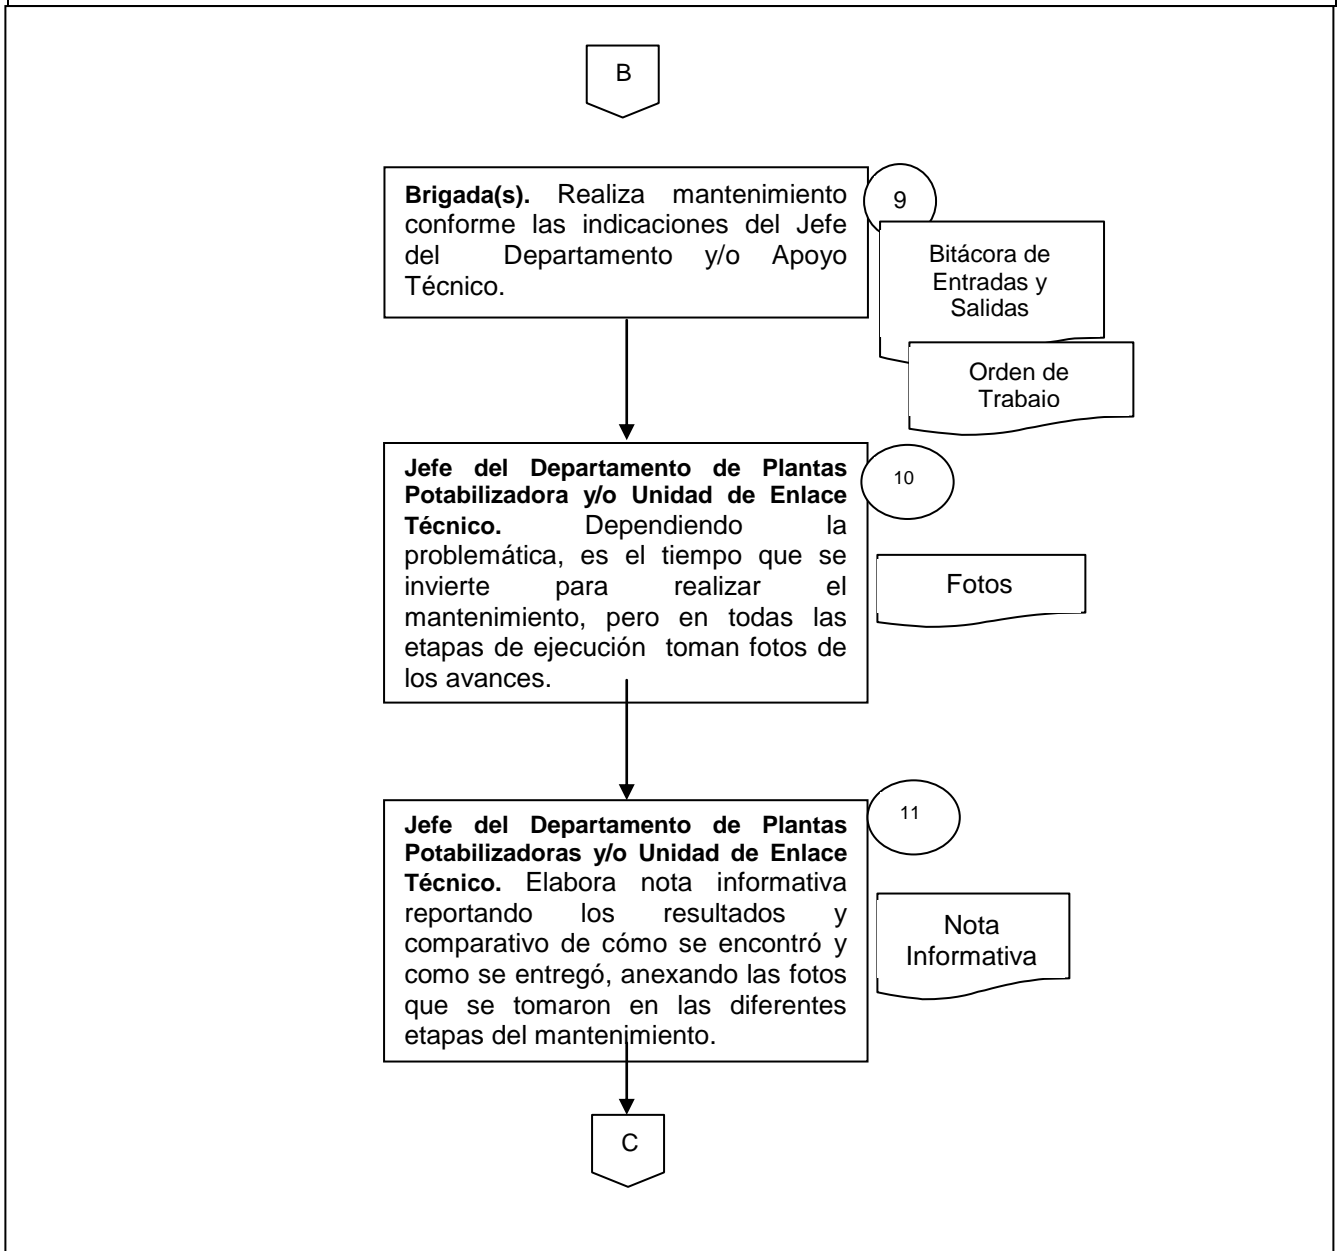 B
Brigada(s). Realiza mantenimiento
conforme las indicaciones del Jefe
del Departamento y/o Apoyo
Técnico.
9
Bitácora de
Entradas y
Salidas
Orden de
Trabaio
Jefe del Departamento de Plantas
Potabilizadora y/o Unidad de Enlace
Técnico. Dependiendo la
problemática, es el tiempo que se
invierte para realizar el
mantenimiento, pero en todas las
etapas de ejecución toman fotos de
los avances.
10
Fotos
Jefe del Departamento de Plantas
Potabilizadoras y/o Unidad de Enlace
Técnico. Elabora nota informativa
reportando los resultados y
comparativo de cómo se encontró y
como se entregó, anexando las fotos
que se tomaron en las diferentes
etapas del mantenimiento.
11
Nota
Informativa
C